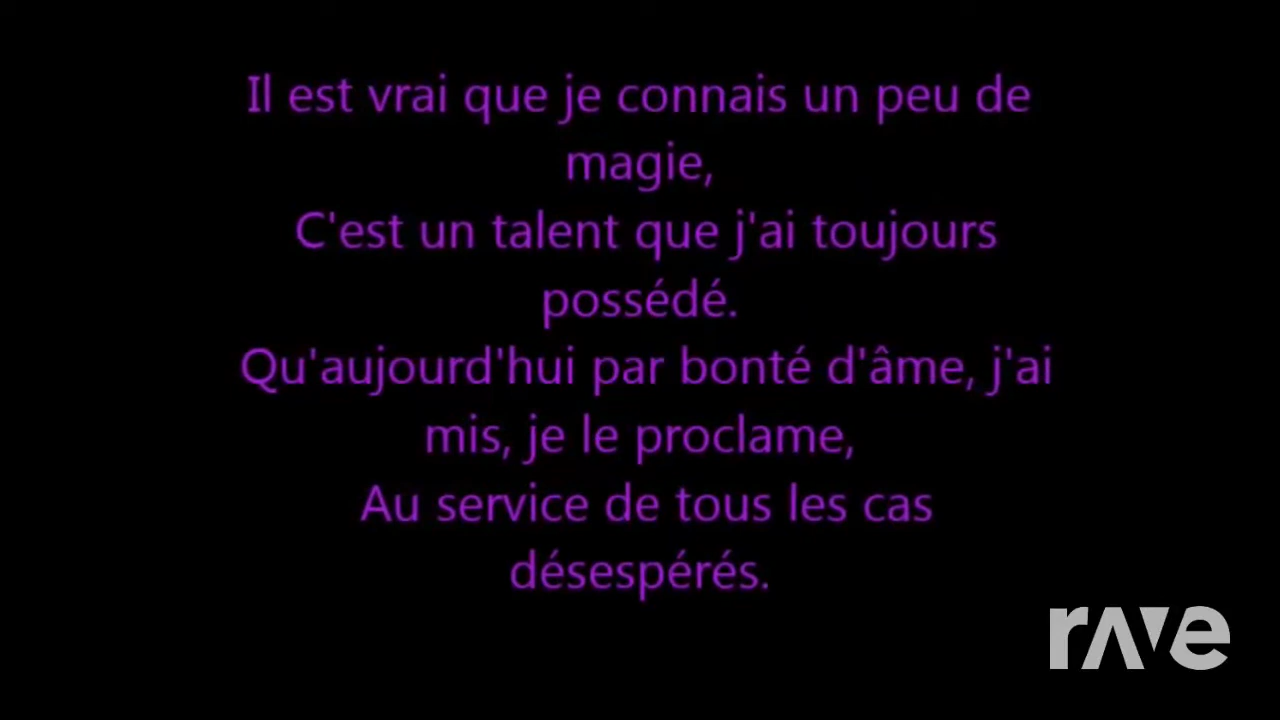 Il est vrai que je connais un peu de
magie,
C'est un talent que j'ai toujours
possédé.
Qu'aujourd'hui par bonté d'âme, j'ai
mis, je le proclame,
Au service de tous les cas
désespérés.
rave